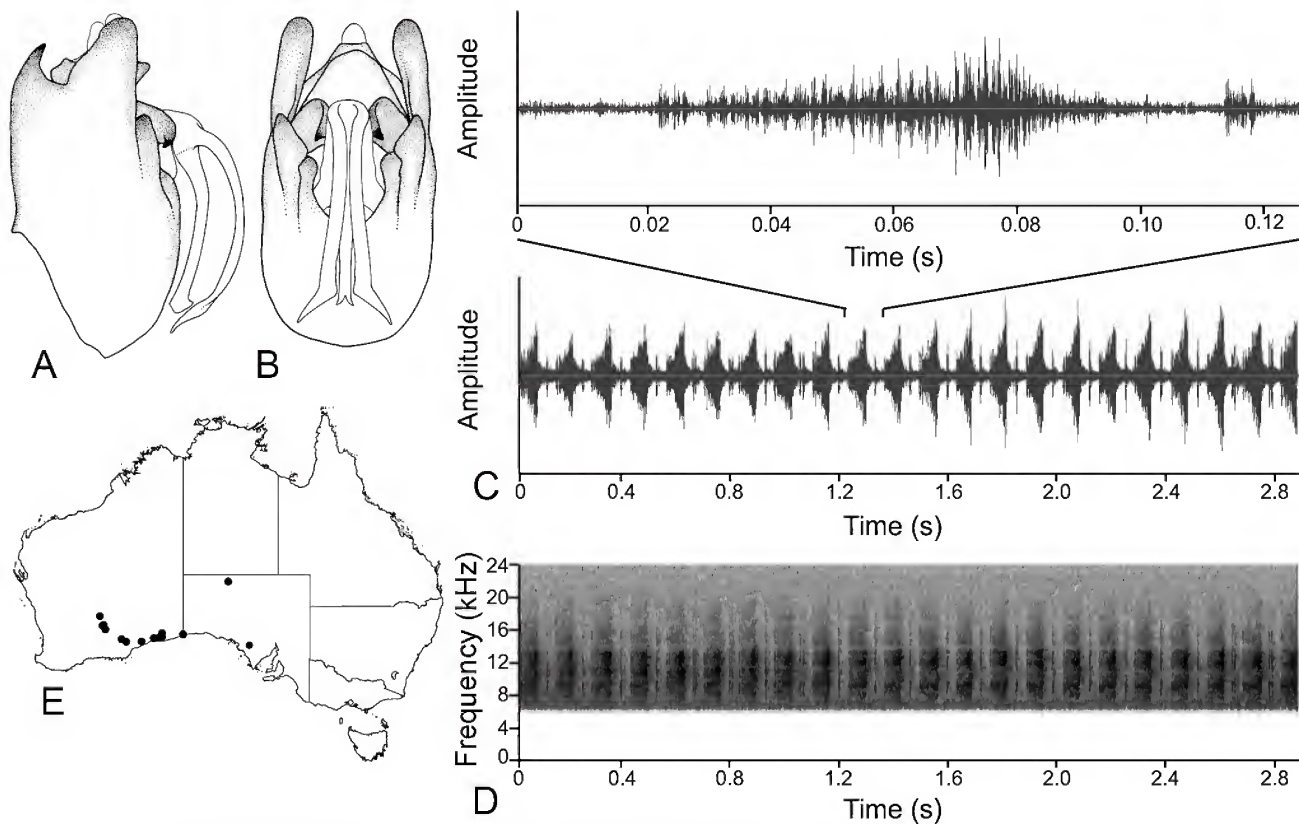 A
B
Amplitude
0 0.02 0.04 0.06 0.08 0.10 0.12
Time (s)
Amplitude
C
0 0.4 0.8 1.2 1.6 2.0 2.4 2.8
Time (s)
E
Frequency (kHz)
24
20
16
12
8
4
0
D
0 0.4 0.8 1.2 1.6 2.0 2.4 2.8
Time (s)